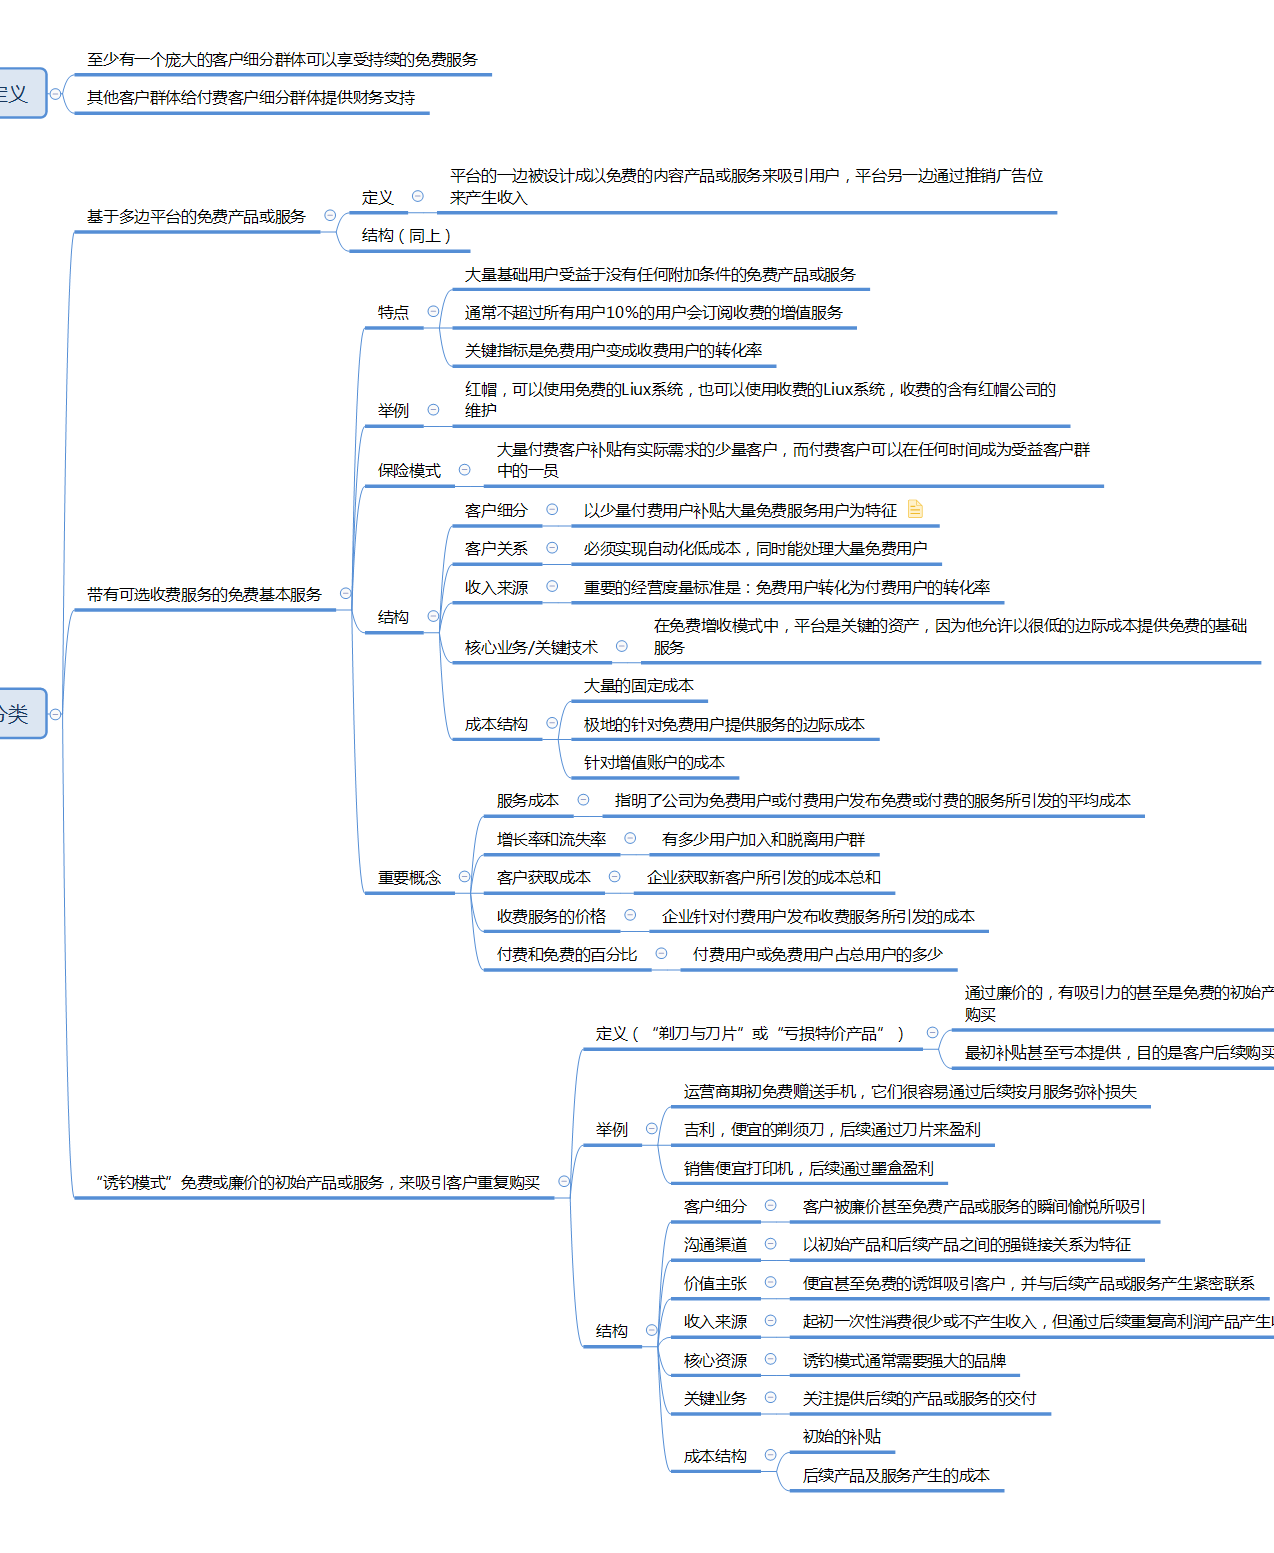 至少有一个庞大的客户细分群体可以享受持续的免费服务
定义
其他客户群体给付费客户细分群体提供财务支持
平台的一边被设计成以免费的内容产品或服务来吸引用户，平台另一边通过推销广告位
来产生收入
定义
基于多边平台的免费产品或服务
结构（同上）
大量基础用户受益于没有任何附加条件的免费产品或服务
特点
通常不超过所有用户10%的用户会订阅收费的增值服务
关键指标是免费用户变成收费用户的转化率
红帽，可以使用免费的Liux系统，也可以使用收费的Liux系统，收费的含有红帽公司的
维护
举例
大量付费客户补贴有实际需求的少量客户，而付费客户可以在任何时间成为受益客户群
中的一员
保险模式
客户细分
以少量付费用户补贴大量免费服务用户为特征
客户关系
必须实现自动化低成本，同时能处理大量免费用户
收入来源
重要的经营度量标准是：免费用户转化为付费用户的转化率
带有可选收费服务的免费基本服务
结构
在免费增收模式中，平台是关键的资产，因为他允许以很低的边际成本提供免费的基础
服务
核心业务/关键技术
大量的固定成本
分类
成本结构
极地的针对免费用户提供服务的边际成本
针对增值账户的成本
服务成本
指明了公司为免费用户或付费用户发布免费或付费的服务所引发的平均成本
增长率和流失率
有多少用户加入和脱离用户群
重要概念
客户获取成本
企业获取新客户所引发的成本总和
收费服务的价格
企业针对付费用户发布收费服务所引发的成本
付费和免费的百分比
付费用户或免费用户占总用户的多少
通过廉价的，有吸引力的甚至是免费的初始产
购买
定义（“剃刀与刀片”或“亏损特价产品”）
最初补贴甚至亏本提供，目的是客户后续购买
运营商期初免费赠送手机，它们很容易通过后续按月服务弥补损失
举例
吉利，便宜的剃须刀，后续通过刀片来盈利
销售便宜打印机，后续通过墨盒盈利
“诱钓模式”免费或廉价的初始产品或服务，来吸引客户重复购买
客户细分
客户被廉价甚至免费产品或服务的瞬间愉悦所吸引
沟通渠道
以初始产品和后续产品之间的强链接关系为特征
价值主张
便宜甚至免费的诱饵吸引客户，并与后续产品或服务产生紧密联系
收入来源
起初一次性消费很少或不产生收入，但通过后续重复高利润产品产生
结构
核心资源
诱钓模式通常需要强大的品牌
关键业务
关注提供后续的产品或服务的交付
初始的补贴
成本结构
后续产品及服务产生的成本